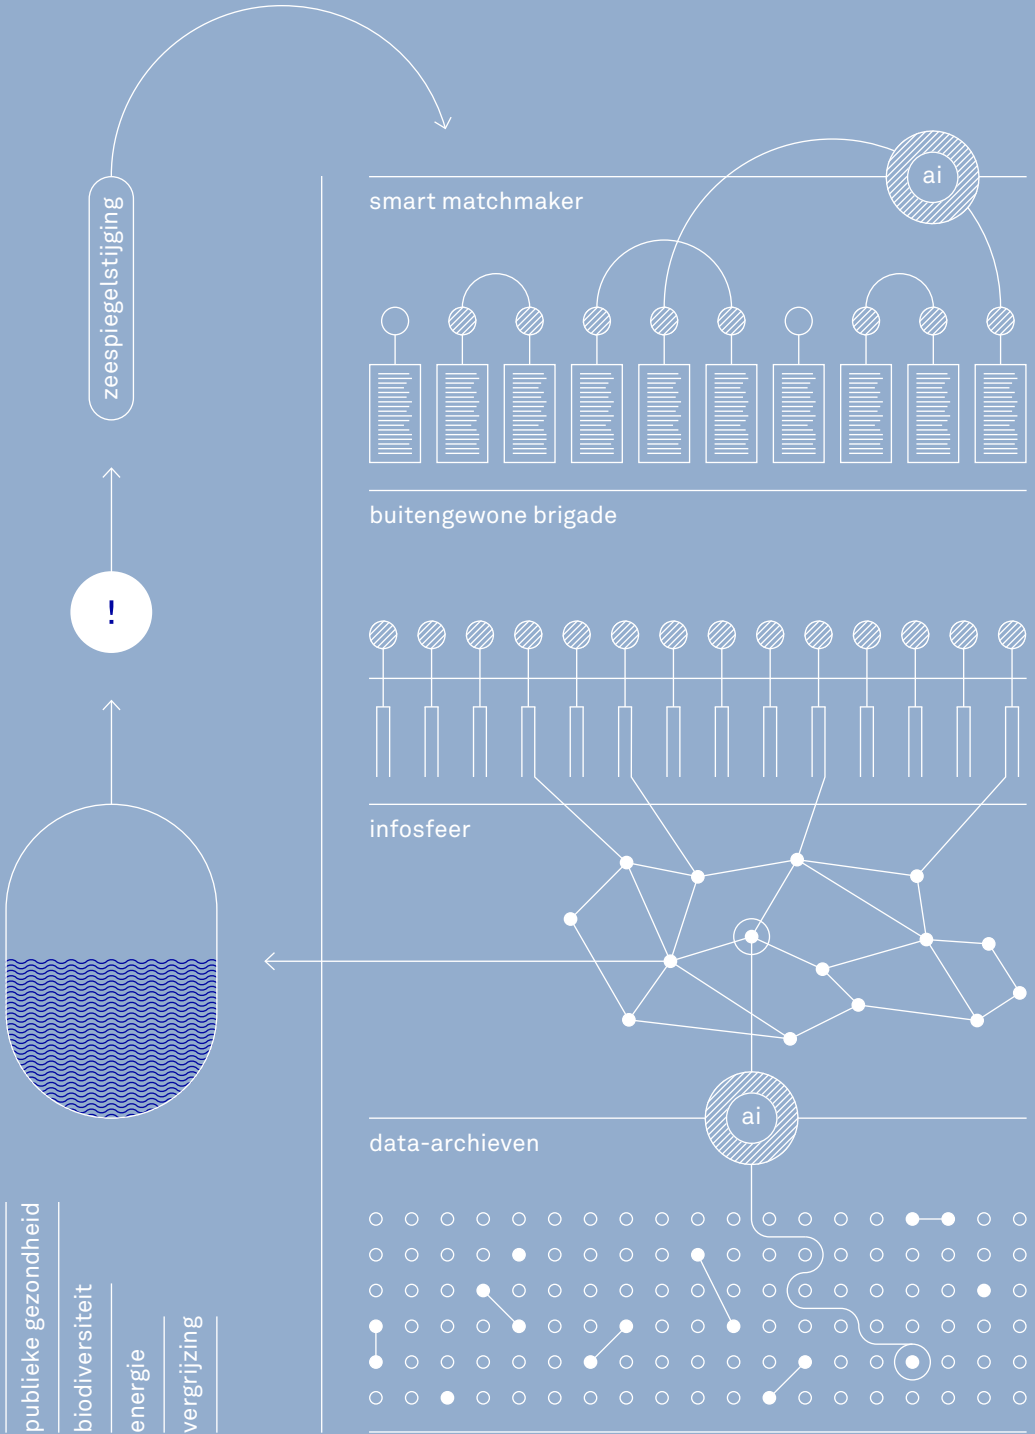 zeespiegelstijging
!
publieke gezondheid
biodiversiteit
energie
vergrijzing
smart matchmaker
ai
buitengewone brigade
infosfeer
ai
data-archieven